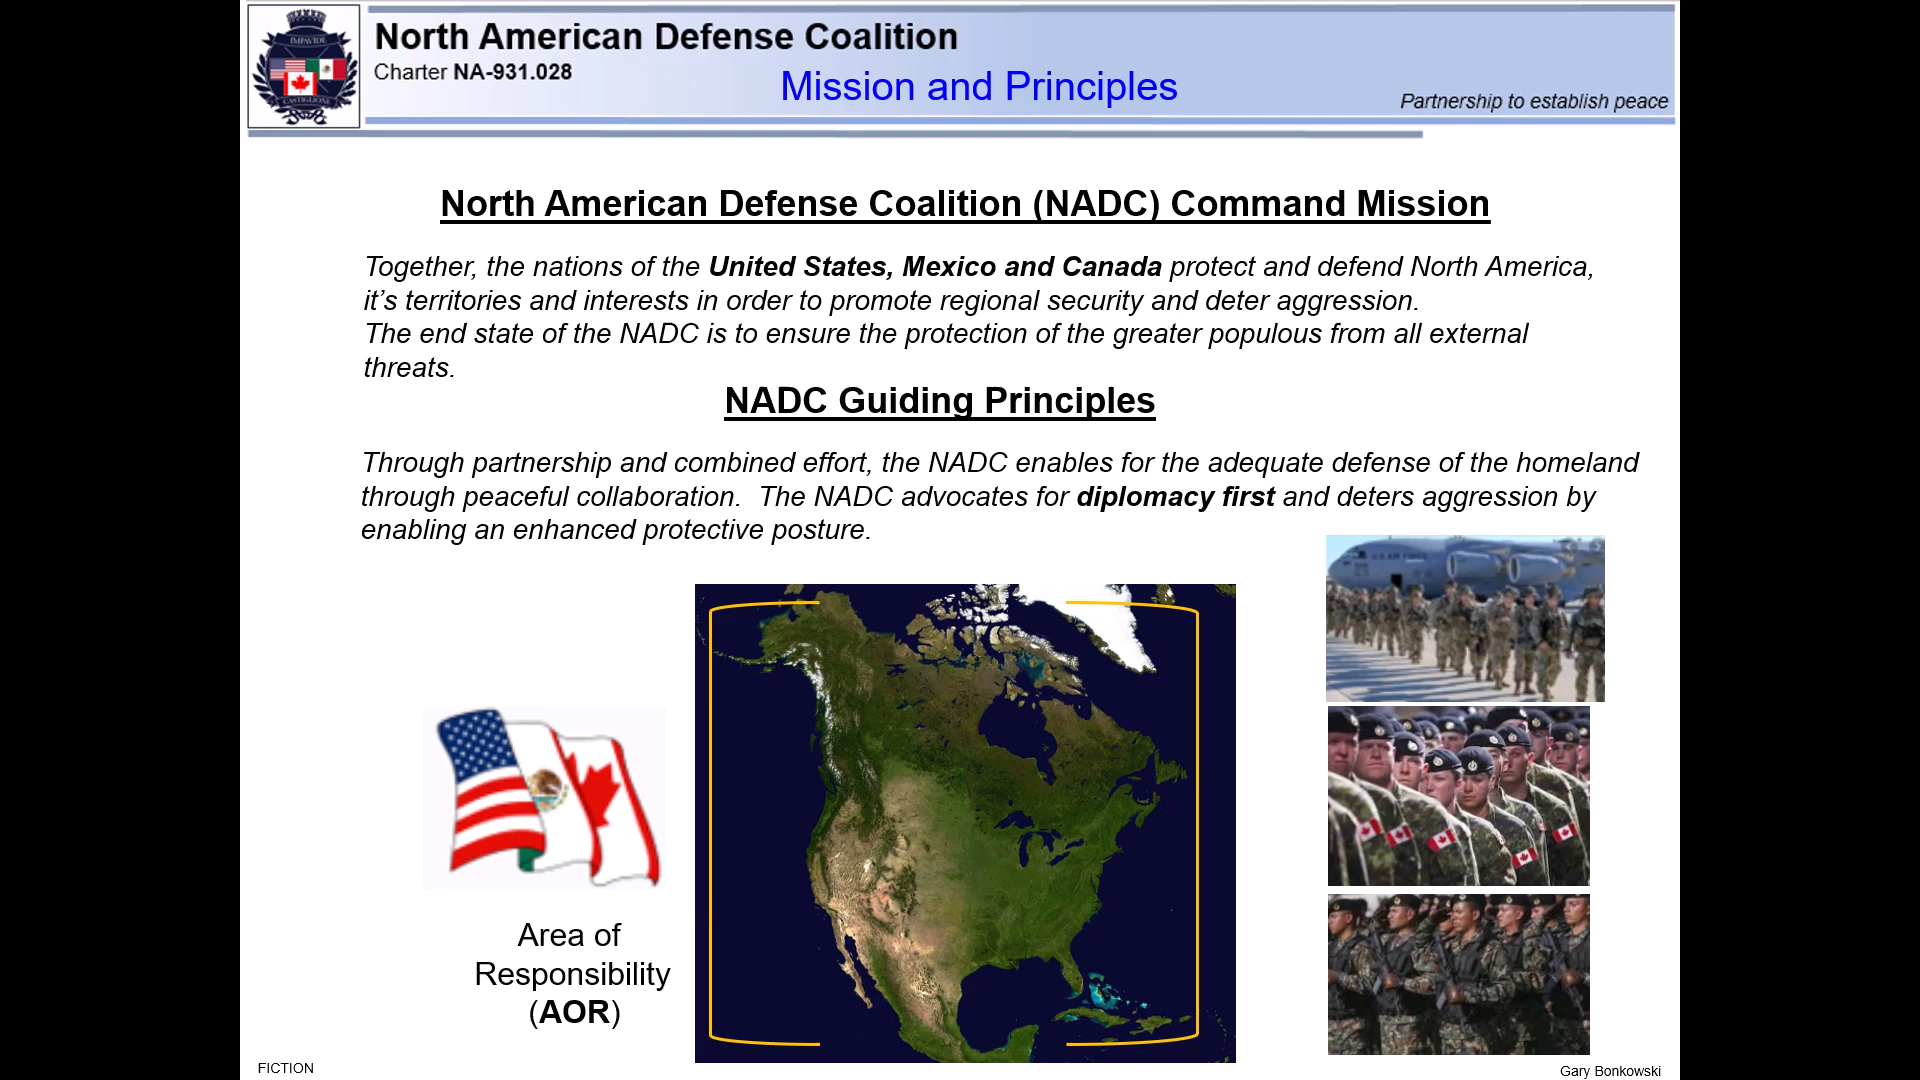 IMPAVIDE
CASTIGLIONE
North American Defense Coalition
Charter NA-931.028
Mission and Principles
Partnership to establish peace
North American Defense Coalition (NADC) Command Mission
Together, the nations of the United States, Mexico and Canada protect and defend North America,
it’s territories and interests in order to promote regional security and deter aggression.
The end state of the NADC is to ensure the protection of the greater populous from all external
threats.
NADC Guiding Principles
Through partnership and combined effort, the NADC enables for the adequate defense of the homeland
through peaceful collaboration.  The NADC advocates for diplomacy first and deters aggression by
enabling an enhanced protective posture.
U.S. AIR FORCE
Area of
Responsibility
(AOR)
FICTION
Gary Bonkowski